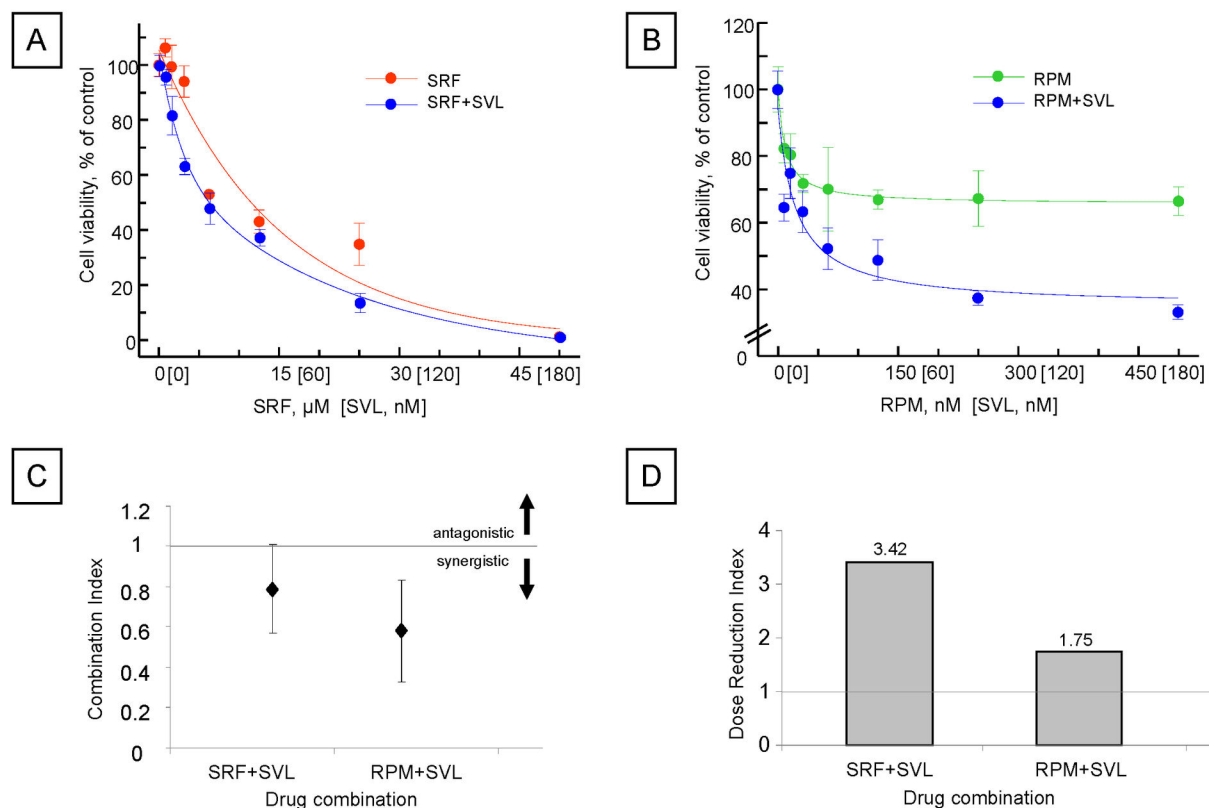 A
Cell viability, % of control
100
80
60
40
20
0
SRF
SRF+SVL
0[0] 15 [60] 30 [120] 45 [180]
SRF, µM [SVL, nM]
B
Cell viability, % of control
120
100
80
60
40
0
RPM
RPM+SVL
0[0] 150 [60] 300 [120] 450 [180]
RPM, nM [SVL, nM]
C
Combination Index
1.2
1
0.8
0.6
0.4
0.2
0
antagonistic
synergistic
SRF+SVL RPM+SVL
Drug combination
D
Dose Reduction Index
4
3
2
1
0
3.42
1.75
SRF+SVL RPM+SVL
Drug combination